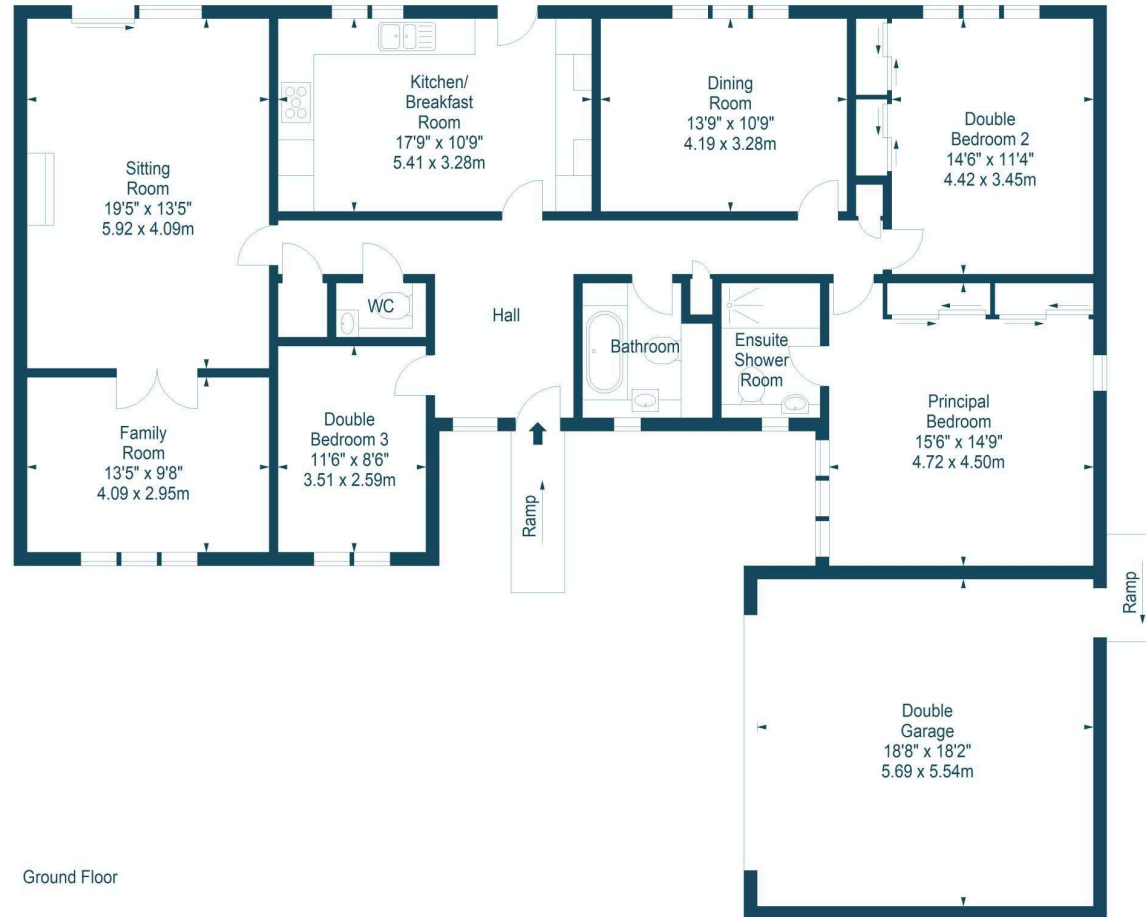 Sitting
Room
19'5" x 13'5"
5.92 x 4.09m
Kitchen/
Breakfast
Room
17'9" x 10'9"
5.41 x 3.28m
Dining
Room
13'9" x 10'9"
4.19 x 3.28m
Double
Bedroom 2
14'6" x 11'4"
4.42 x 3.45m
WC
Hall
Bathroom
Ensuite
Shower
Room
Principal
Bedroom
15'6" x 14'9"
4.72 x 4.50m
Family
Room
13'5" x 9'8"
4.09 x 2.95m
Double
Bedroom 3
11'6" x 8'6"
3.51 x 2.59m
Ramp
Ramp
Double
Garage
18'8" x 18'2"
5.69 x 5.54m
Ground Floor